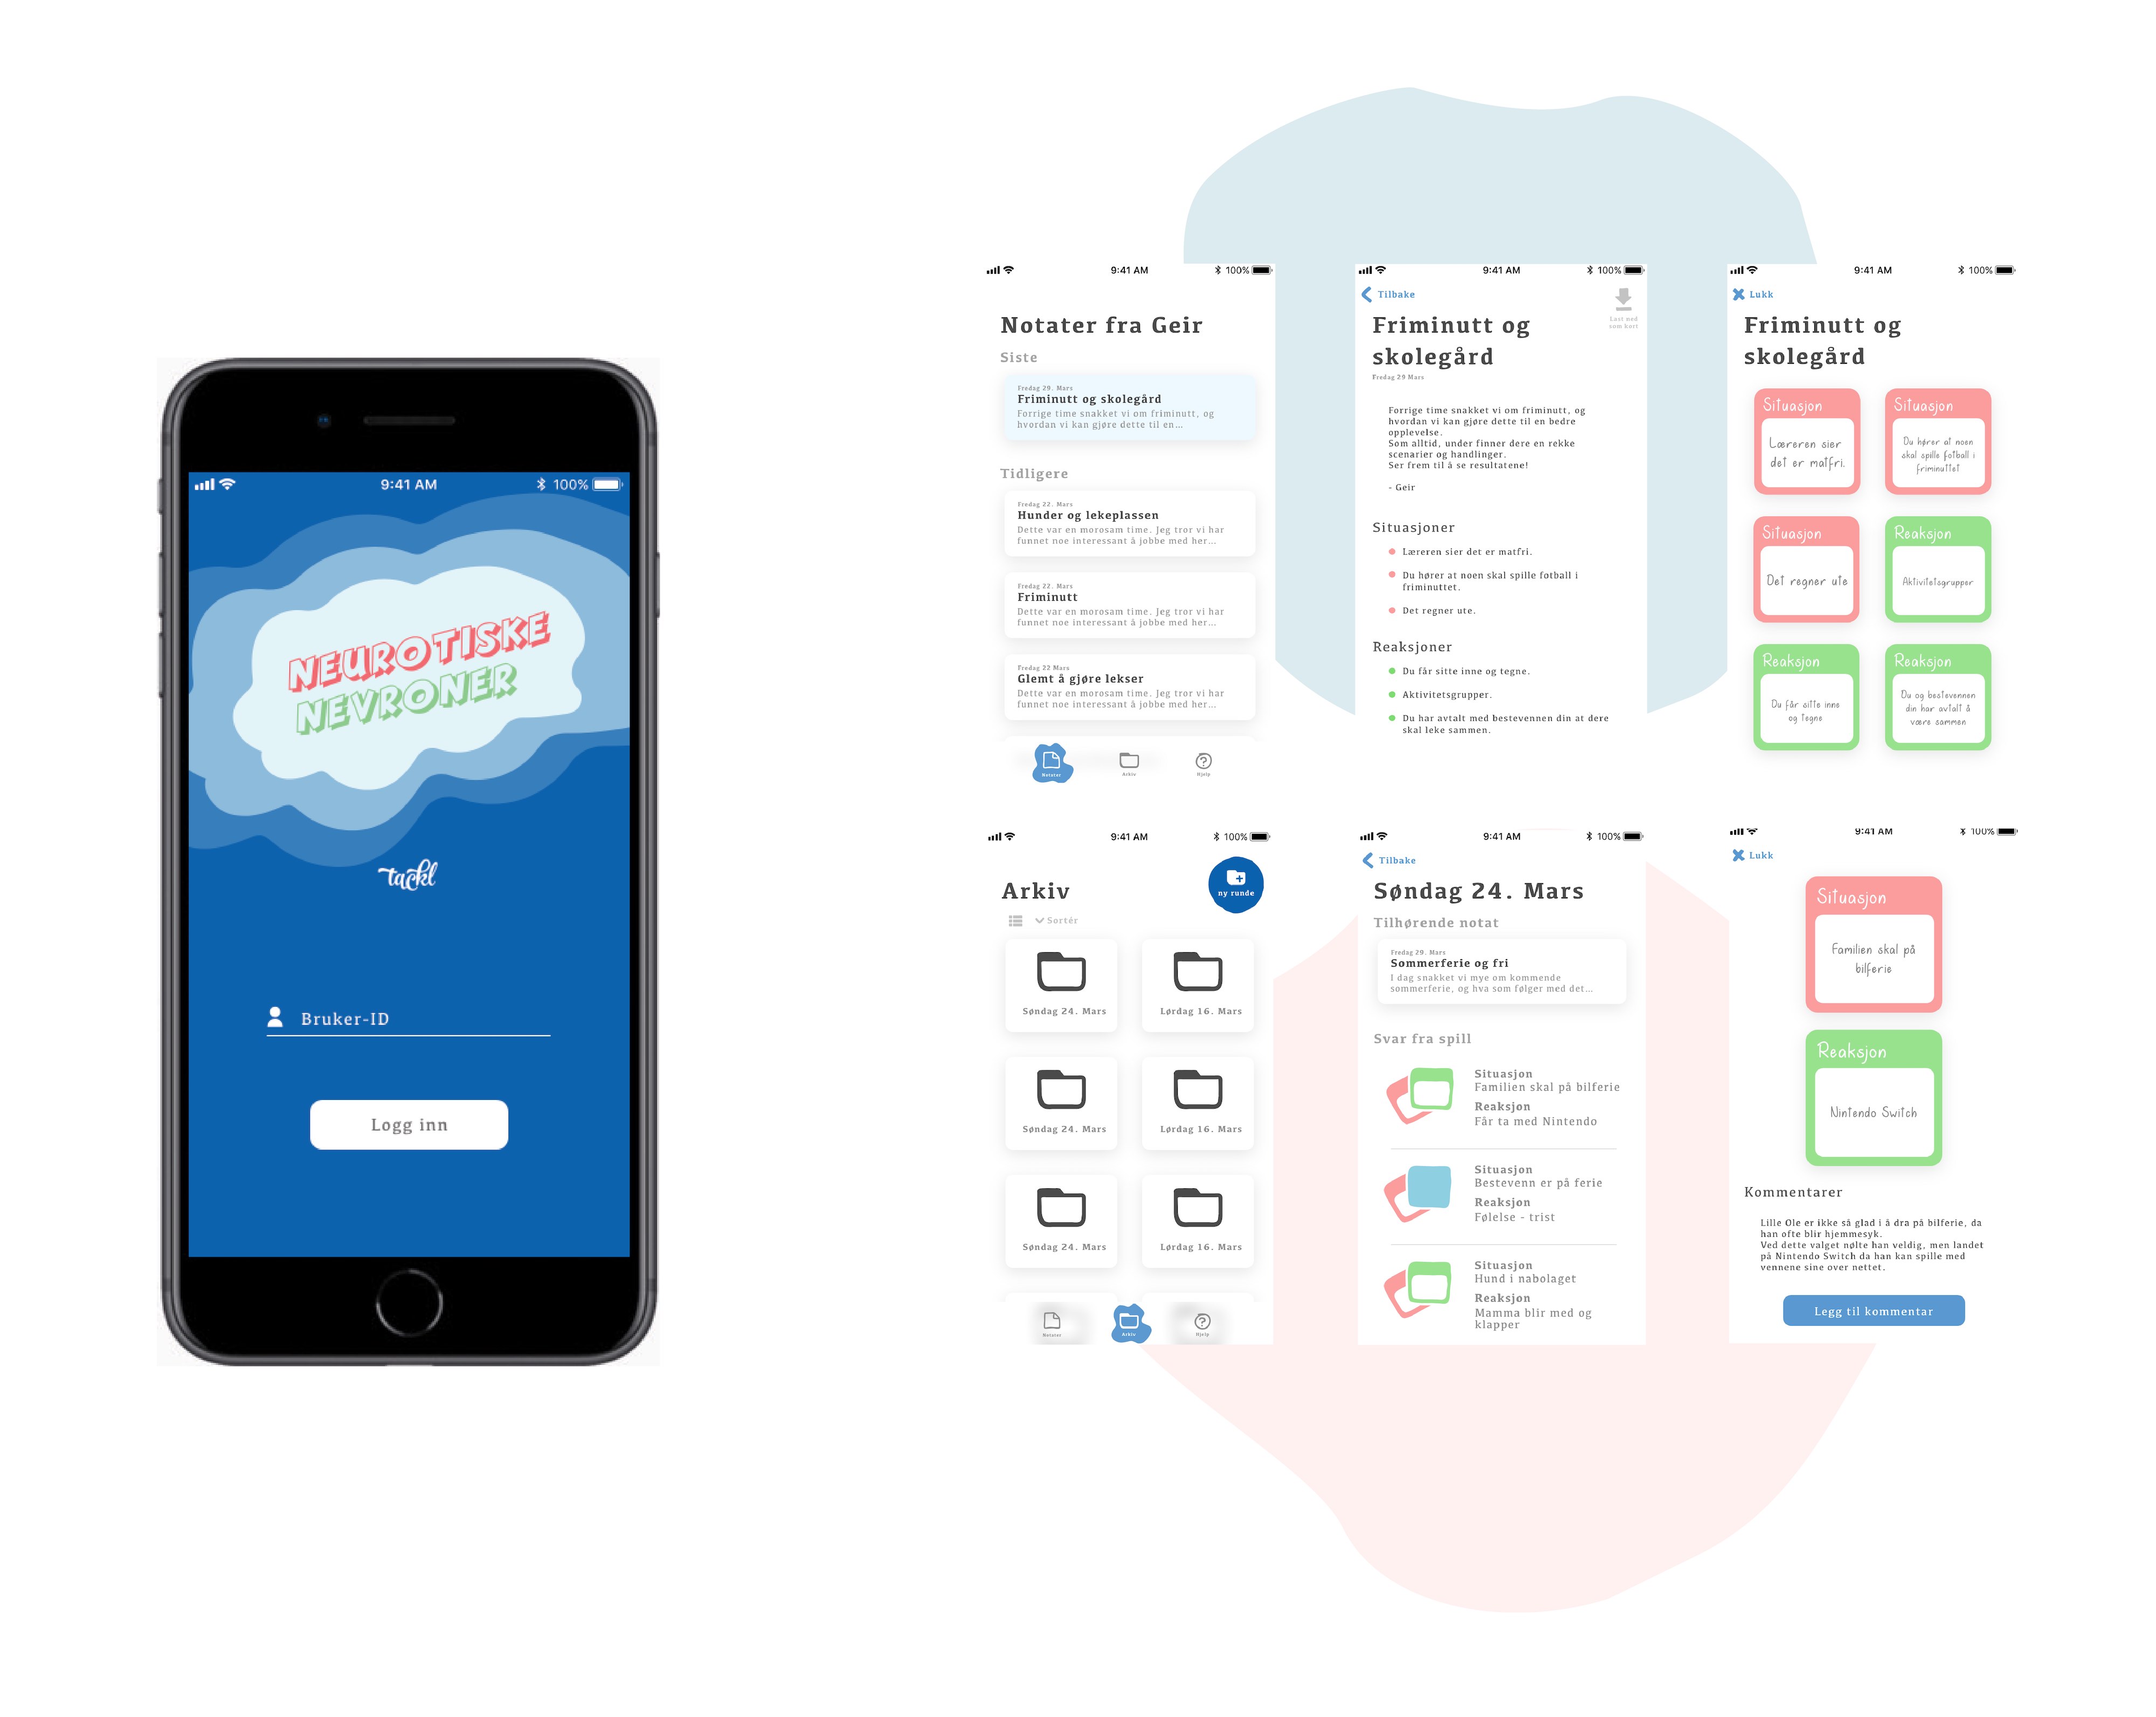 9:41 AM
100%
NEUROTISKE
NEVRONER
tackl
Bruker-ID
Logg inn
9:41 AM
100%
Notater fra Geir
Siste
Fredag 29. Mars
Friminutt og skolegård
Forrige time snakket vi om friminutt, og
hvordan vi kan gjøre dette til en...
Tidligere
Fredag 22. Mars
Hunder og lekeplassen
Dette var en morosam time. Jeg tror vi har
funnet noe interessant å jobbe med her...
Fredag 22. Mars
Friminutt
Dette var en morosam time. Jeg tror vi har
funnet noe interessant å jobbe med her...
Fredag 22 Mars
Glemt å gjøre lekser
Dette var en morosam time. Jeg tror vi har
funnet noe interessant å jobbe med her...
Notater
Arkiv
Hjelp
9:41 AM
100%
Tilbake
Last ned
som kort
Friminutt og
skolegård
Fredag 29 Mars
Forrige time snakket vi om friminutt, og
hvordan vi kan gjøre dette til en bedre
opplevelse.
Som alltid, under finner dere en rekke
scenarier og handlinger.
Ser frem til å se resultatene!
- Geir
Situasjoner
Læreren sier det er matfri.
Du hører at noen skal spille fotball i
friminuttet.
Det regner ute.
Reaksjoner
Du får sitte inne og tegne.
Aktivitetsgrupper.
Du har avtalt med bestevennen din at dere
skal leke sammen.
9:41 AM
100%
Lukk
Friminutt og
skolegård
Situasjon
Læreren sier
det er matfri.
Situasjon
Du hører at noen
skal spille fotball i
friminuttet
Situasjon
Det regner ute
Reaksjon
Aktivitetsgrupper
Reaksjon
Du får sitte inne
og tegne
Reaksjon
Du og bestevennen
din har avtalt å
være sammen
9:41 AM
100%
Arkiv
ny runde
Sortér
Søndag 24. Mars
Lørdag 16. Mars
Søndag 24. Mars
Lørdag 16. Mars
Søndag 24. Mars
Lørdag 16. Mars
Notater
Arkiv
Hjelp
9:41 AM
100%
Tilbake
Søndag 24. Mars
Tilhørende notat
Fredag 29. Mars
Sommerferie og fri
I dag snakket vi mye om kommende
sommerferie, og hva som følger med det...
Svar fra spill
Situasjon
Familien skal på bilferie
Reaksjon
Får ta med Nintendo
Situasjon
Bestevenn er på ferie
Reaksjon
Følelse - trist
Situasjon
Hund i nabolaget
Reaksjon
Mamma blir med og
klapper
9:41 AM
100%
Lukk
Situasjon
Familien skal på
bilferie
Reaksjon
Nintendo Switch
Kommentarer
Lille Ole er ikke så glad i å dra på bilferie, da
han ofte blir hjemmesyk.
Ved dette valget nølte han veldig, men landet
på Nintendo Switch da han kan spille med
vennene sine over nettet.
Legg til kommentar